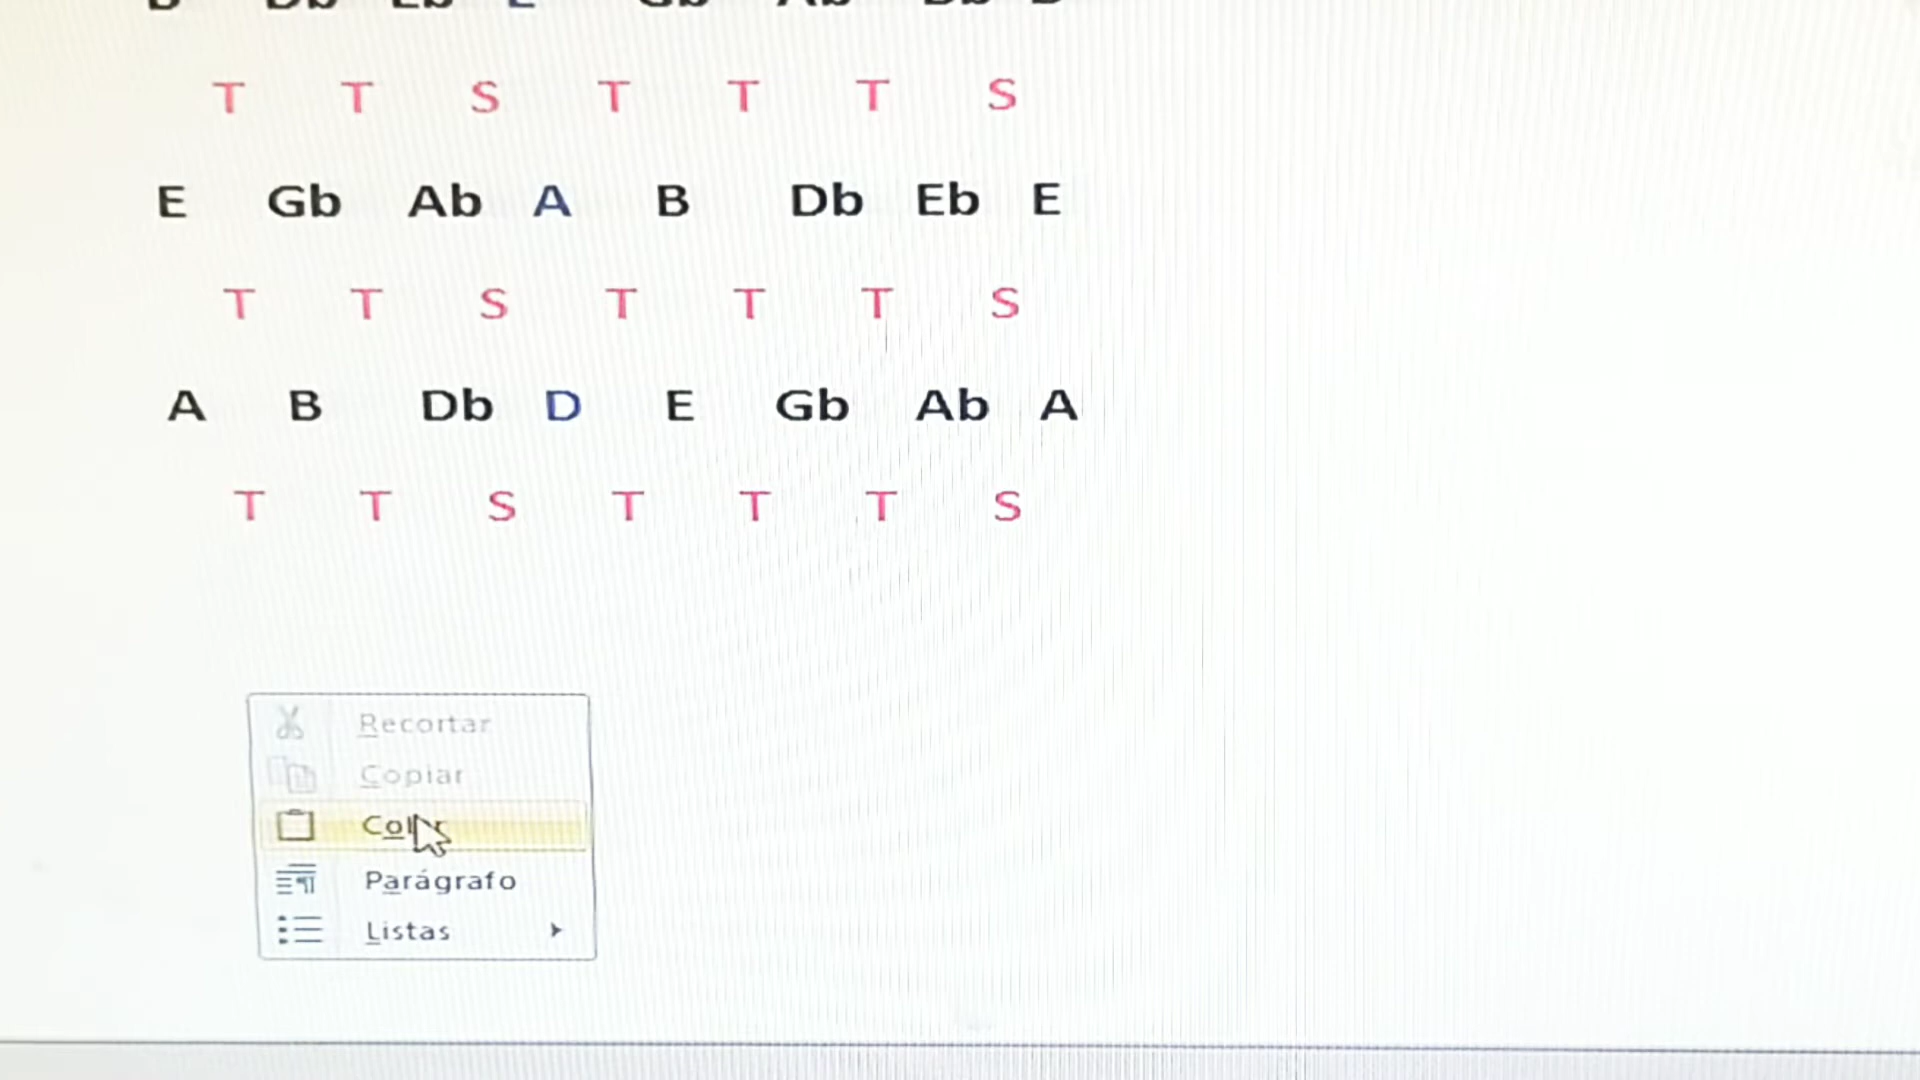 T T S T T T S
E Gb Ab A B Db Eb E
T T S T T T S
A B Db D E Gb Ab A
T T S T T T S
Recortar
Copiar
Parágrafo
Listas